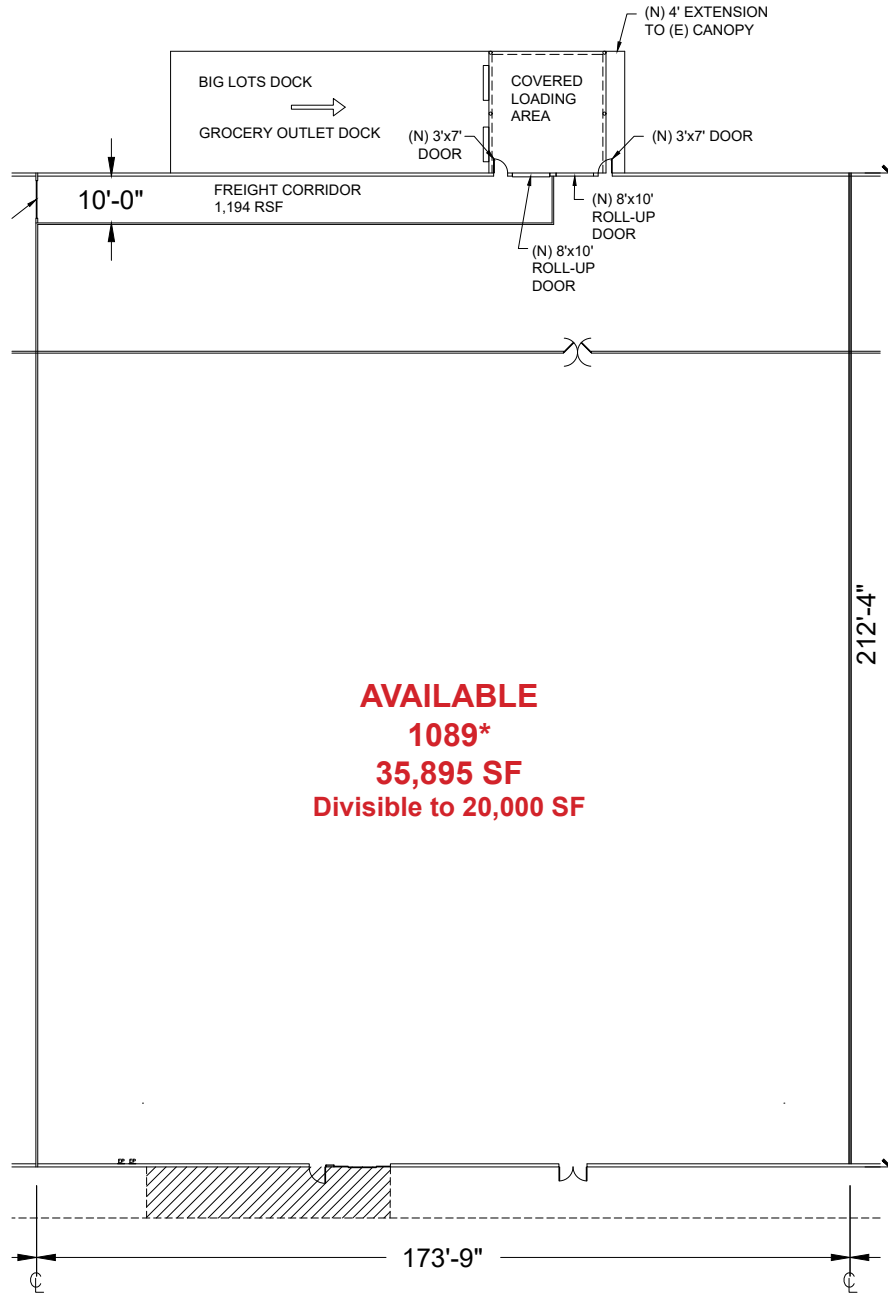 (N) 4' EXTENSION
TO (E) CANOPY
BIG LOTS DOCK
GROCERY OUTLET DOCK
COVERED
LOADING
AREA
(N) 3'x7'
DOOR
(N) 3'x7' DOOR
10'-0"
FREIGHT CORRIDOR
1,194 RSF
(N) 8'x10'
ROLL-UP
DOOR
(N) 8'x10'
ROLL-UP
DOOR
212'-4"
AVAILABLE
1089*
35,895 SF
Divisible to 20,000 SF
173'-9"
℄
℄